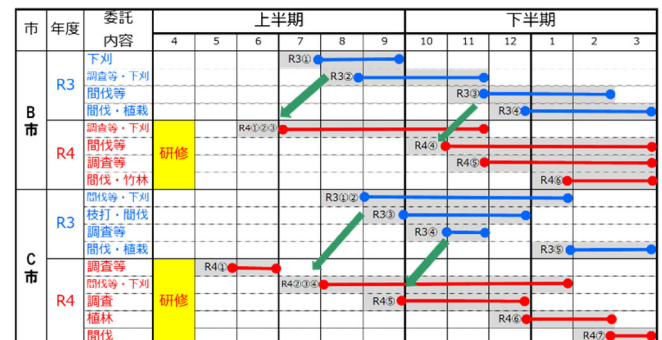 市 年度 委託内容 上半期 下半期
4 5 6 7 8 9 10 11 12 1 2 3
B市
R3
下刈 R3①
調査等・下刈 R3②
間伐等 R3③
間伐・植栽 R3④
R4
研修
調査等・下刈 R4①②③
間伐等 R4④
調査等 R4⑤
間伐・竹林 R4⑥
C市
R3
間伐等・下刈 R3①②
枝打・間伐 R3③
調査等 R3④
間伐・植栽 R3⑤
R4
研修
調査等 R4①
間伐等・下刈 R4②③④
調査 R4⑤
植林 R4⑥
間伐 R4⑦